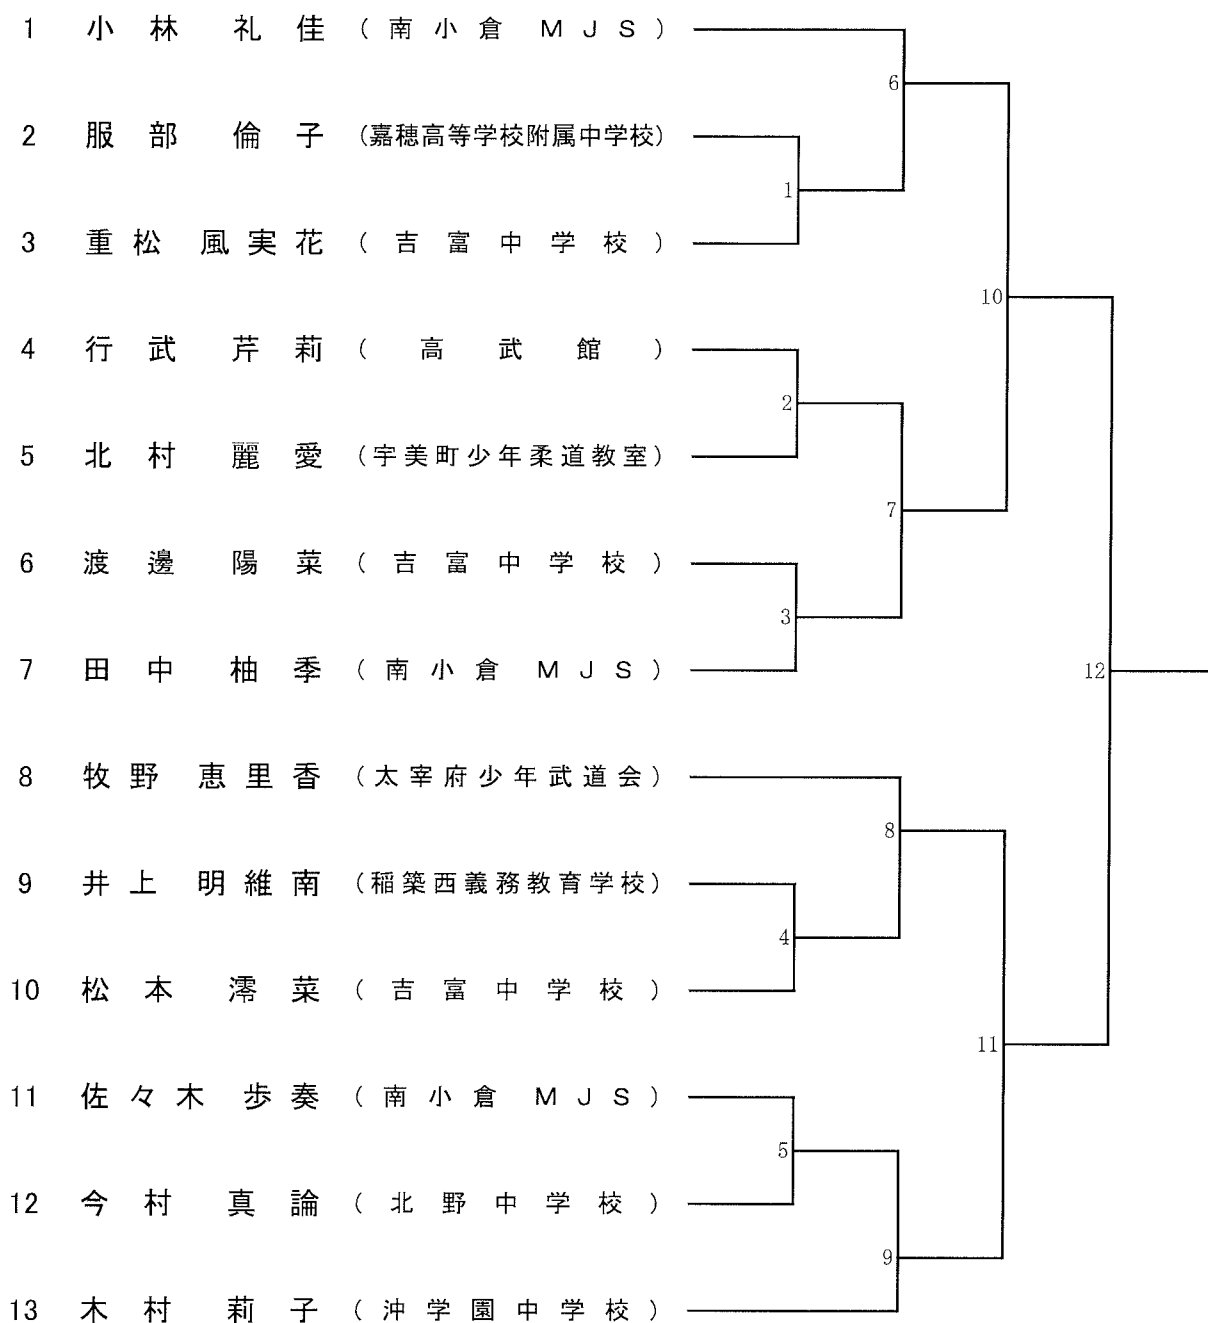 1 小林 礼佳 (南小倉 MJS)
6
2 服部 倫子 (嘉穂高等学校附属中学校)
1
3 重松 風実花 (吉富中学校)
10
4 行武 芹莉 (高武館)
2
5 北村 麗愛 (宇美町少年柔道教室)
7
6 渡邊 陽菜 (吉富中学校)
3
7 田中 柚季 (南小倉 MJS)
12
8 牧野 恵里香 (太宰府少年武道会)
8
9 井上 明維南 (稲築西義務教育学校)
4
10 松本 澪菜 (吉富中学校)
11
11 佐々木 歩奏 (南小倉 MJS)
5
12 今村 真論 (北野中学校)
9
13 木村 莉子 (沖学園中学校)